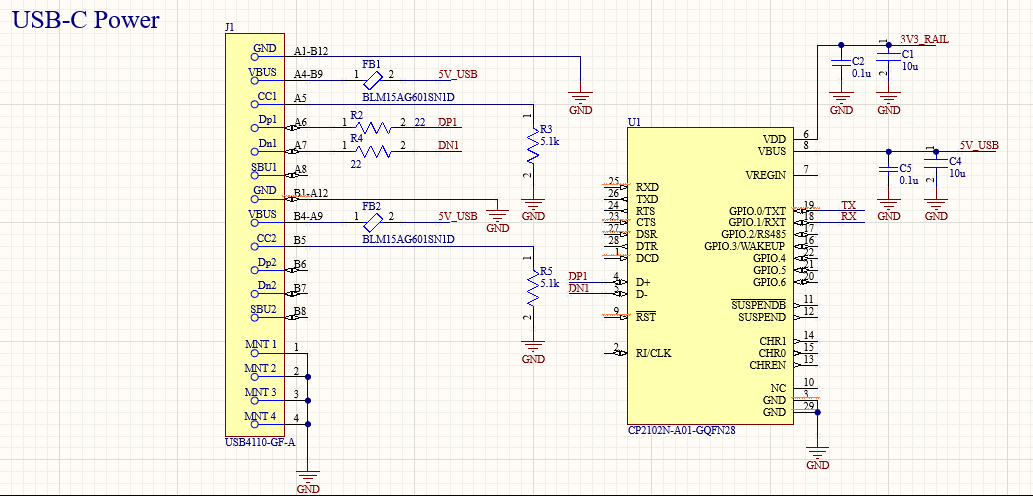 USB-C Power
J1
GND A1-B12
VBUS A4-B9
CC1 A5
Dp1 A6
Dn1 A7
SBU1 A8
GND B1-A12
VBUS B4-A9
CC2 B5
Dp2 B6
Dn2 B7
SBU2 B8
MNT 1 1
MNT 2 2
MNT 3 3
MNT 4 4
USB4110-GF-A
GND
FB1
1 2 5V_USB
BLM15AG601SN1D
GND
R2
1 2 22 DP1
R4
1 2 DN1
22
1
R3
5.1k
2
GND
GND
FB2
1 2 5V_USB
BLM15AG601SN1D
1
R5
5.1k
2
GND
U1
25 RXD
26 TXD
24 RTS
23 CTS
27 DSR
28 DTR
1 DCD
DP1 4 D+
DN1 5 D-
9 RST
2 RI/CLK
VDD 6
VBUS 8
VREGIN 7
GPIO.0/TXT 19 TX
GPIO.1/RXT 18 RX
GPIO.2/RS485 17
GPIO.3/WAKEUP 16
GPIO.4 22
GPIO.5 21
GPIO.6 20
SUSPENDB 11
SUSPEND 12
CHR1 14
CHR0 15
CHREN 13
NC 10
GND 3
GND 29
CP2102N-A01-GQFN28
GND
3V3_RAIL
C2
0.1u
GND
1
C1
10u
2
GND
5V_USB
C5
0.1u
GND
1
C4
10u
2
GND